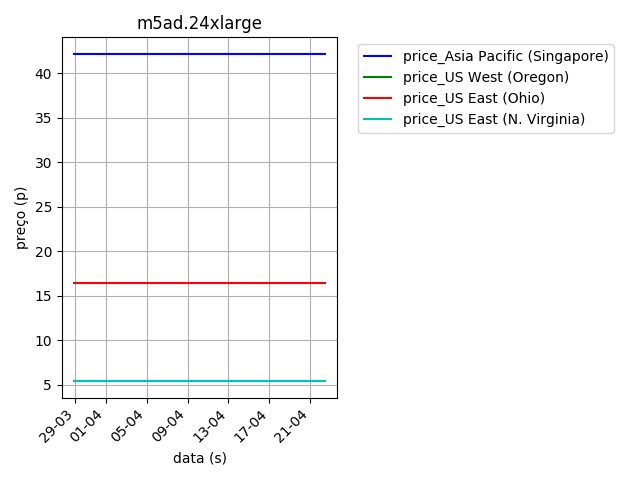 m5ad.24xlarge
price_Asia Pacific (Singapore)
price_US West (Oregon)
price_US East (Ohio)
price_US East (N. Virginia)
preço (p)
40
35
30
25
20
15
10
5
29-03
01-04
05-04
09-04
13-04
17-04
21-04
data (s)